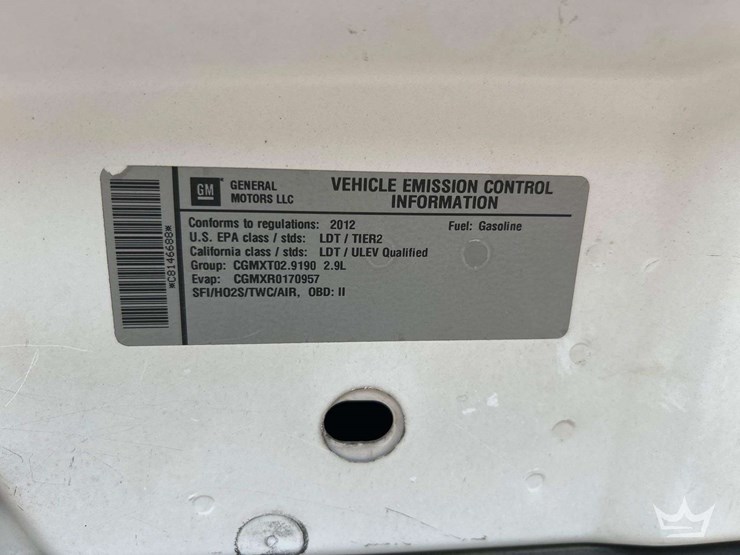 GM
GENERAL
MOTORS LLC
VEHICLE EMISSION CONTROL
INFORMATION
Conforms to regulations: 2012
Fuel: Gasoline
U.S. EPA class / stds: LDT / TIER2
California class / stds: LDT / ULEV Qualified
Group: CGMXT02.9190 2.9L
Evap: CGMXR0170957
SFI/HO2S/TWC/AIR, OBD: II
*C8146688*